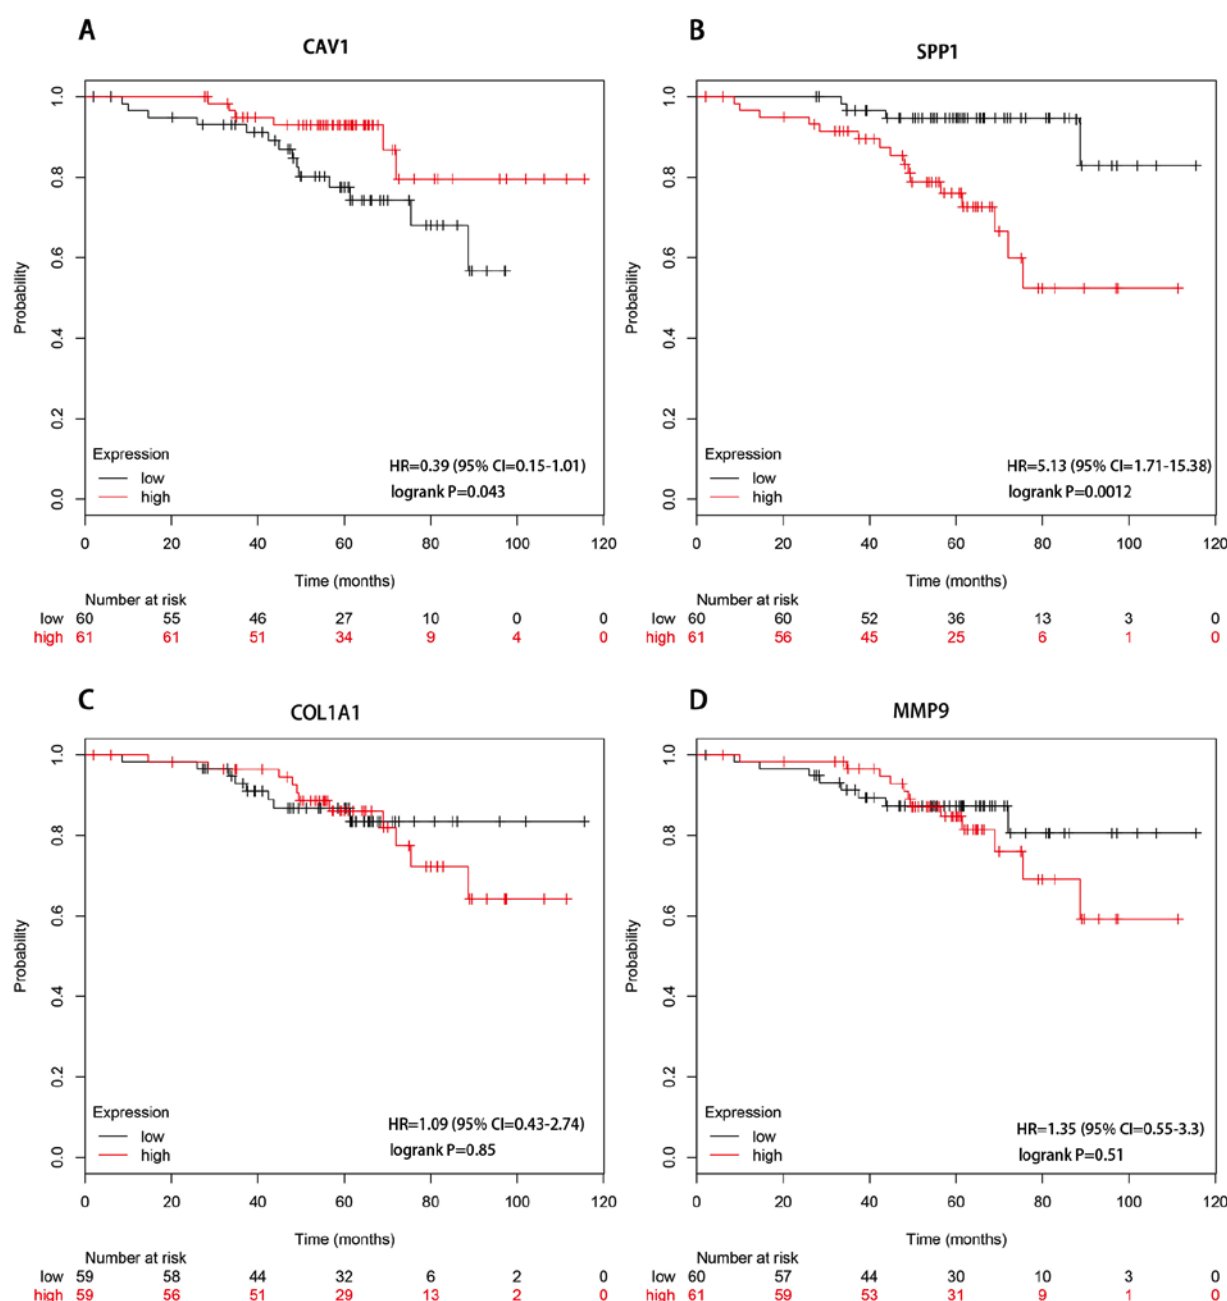 A
CAV1
Probability
1.0
0.8
0.6
0.4
0.2
0.0
Expression
low
high
HR=0.39 (95% CI=0.15-1.01)
logrank P=0.043
0 20 40 60 80 100 120
Time (months)
Number at risk
low 60 55 46 27 10 0 0
high 61 61 51 34 9 4 0
B
SPP1
Probability
1.0
0.8
0.6
0.4
0.2
0.0
Expression
low
high
HR=5.13 (95% CI=1.71-15.38)
logrank P=0.0012
0 20 40 60 80 100 120
Time (months)
Number at risk
low 60 60 52 36 13 3 0
high 61 56 45 25 6 1 0
C
COL1A1
Probability
1.0
0.8
0.6
0.4
0.2
0.0
Expression
low
high
HR=1.09 (95% CI=0.43-2.74)
logrank P=0.85
0 20 40 60 80 100 120
Time (months)
Number at risk
low 59 58 44 32 6 2 0
high 59 56 51 29 13 2 0
D
MMP9
Probability
1.0
0.8
0.6
0.4
0.2
0.0
Expression
low
high
HR=1.35 (95% CI=0.55-3.3)
logrank P=0.51
0 20 40 60 80 100 120
Time (months)
Number at risk
low 60 57 44 30 10 3 0
high 61 59 53 31 9 1 0